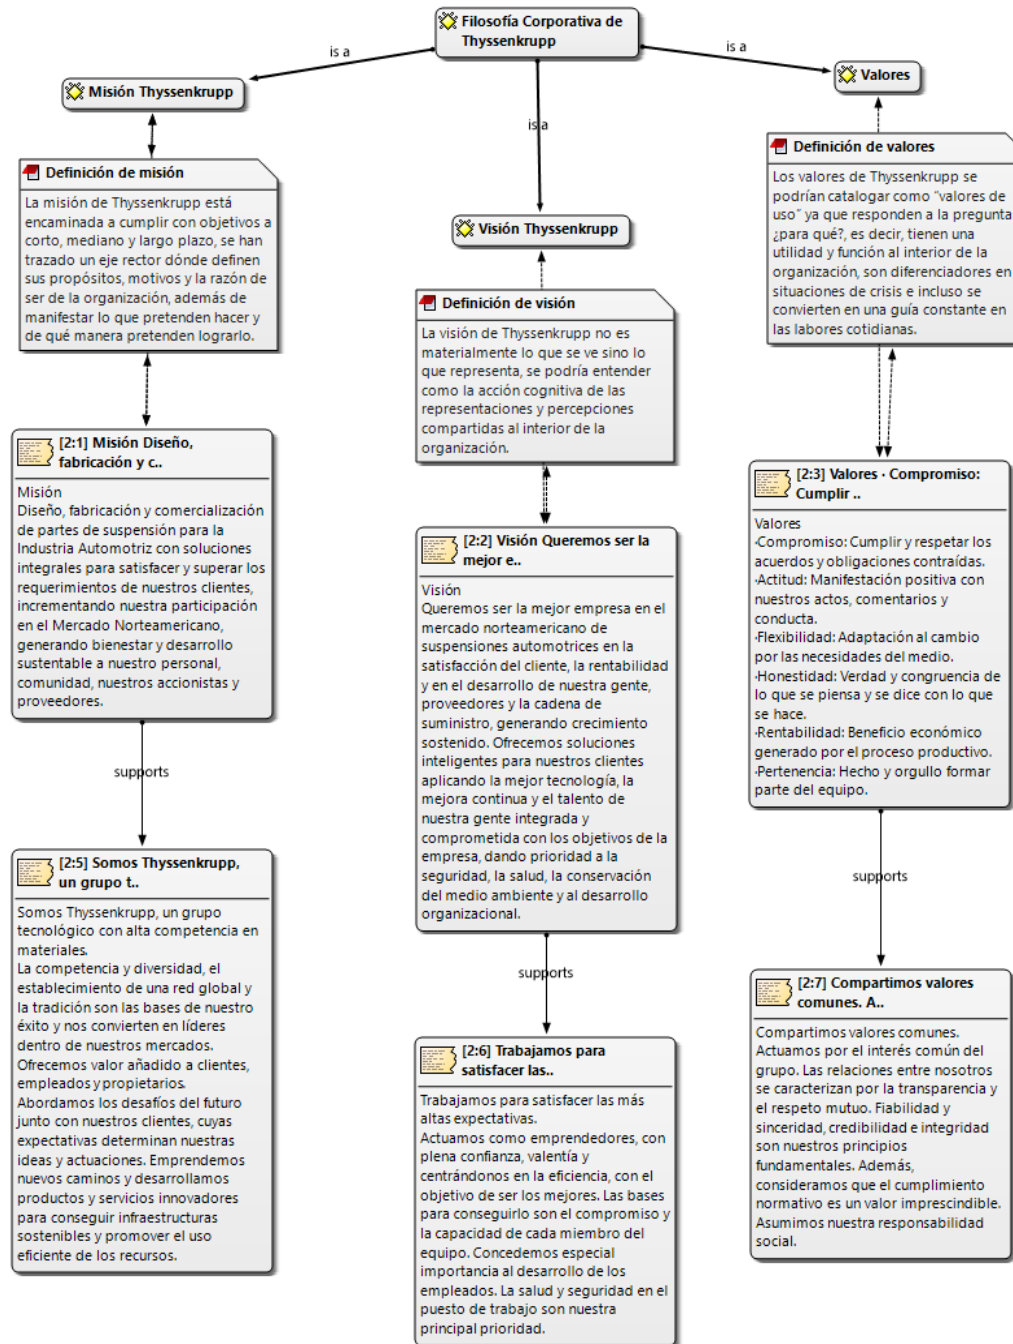 Filosofía Corporativa de
Thyssenkrupp
is a
is a
is a
Misión Thyssenkrupp
Definición de misión
La misión de Thyssenkrupp está
encaminada a cumplir con objetivos a
corto, mediano y largo plazo, se han
trazado un eje rector dónde definen
sus propósitos, motivos y la razón de
ser de la organización, además de
manifestar lo que pretenden hacer y
de qué manera pretenden lograrlo.
[2:1] Misión Diseño,
fabricación y c..
Misión
Diseño, fabricación y comercialización
de partes de suspensión para la
Industria Automotriz con soluciones
integrales para satisfacer y superar los
requerimientos de nuestros clientes,
incrementando nuestra participación
en el Mercado Norteamericano,
generando bienestar y desarrollo
sustentable a nuestro personal,
comunidad, nuestros accionistas y
proveedores.
supports
[2:5] Somos Thyssenkrupp,
un grupo t..
Somos Thyssenkrupp, un grupo
tecnológico con alta competencia en
materiales.
La competencia y diversidad, el
establecimiento de una red global y
la tradición son las bases de nuestro
éxito y nos convierten en líderes
dentro de nuestros mercados.
Ofrecemos valor añadido a clientes,
empleados y propietarios.
Abordamos los desafíos del futuro
junto con nuestros clientes, cuyas
expectativas determinan nuestras
ideas y actuaciones. Emprendemos
nuevos caminos y desarrollamos
productos y servicios innovadores
para conseguir infraestructuras
sostenibles y promover el uso
eficiente de los recursos.
Visión Thyssenkrupp
Definición de visión
La visión de Thyssenkrupp no es
materialmente lo que se ve sino lo
que representa, se podría entender
como la acción cognitiva de las
representaciones y percepciones
compartidas al interior de la
organización.
[2:2] Visión Queremos ser la
mejor e..
Visión
Queremos ser la mejor empresa en el
mercado norteamericano de
suspensiones automotrices en la
satisfacción del cliente, la rentabilidad
y en el desarrollo de nuestra gente,
proveedores y la cadena de
suministro, generando crecimiento
sostenido. Ofrecemos soluciones
inteligentes para nuestros clientes
aplicando la mejor tecnología, la
mejora continua y el talento de
nuestra gente integrada y
comprometida con los objetivos de la
empresa, dando prioridad a la
seguridad, la salud, la conservación
del medio ambiente y al desarrollo
organizacional.
supports
[2:6] Trabajamos para
satisfacer las..
Trabajamos para satisfacer las más
altas expectativas.
Actuamos como emprendedores, con
plena confianza, valentía y
centrándonos en la eficiencia, con el
objetivo de ser los mejores. Las bases
para conseguirlo son el compromiso y
la capacidad de cada miembro del
equipo. Concedemos especial
importancia al desarrollo de los
empleados. La salud y seguridad en el
puesto de trabajo son nuestra
principal prioridad.
Valores
Definición de valores
Los valores de Thyssenkrupp se
podrían catalogar como "valores de
uso" ya que responden a la pregunta
¿para qué?, es decir, tienen una
utilidad y función al interior de la
organización, son diferenciadores en
situaciones de crisis e incluso se
convierten en una guía constante en
las labores cotidianas.
[2:3] Valores · Compromiso:
Cumplir ..
Valores
·Compromiso: Cumplir y respetar los
acuerdos y obligaciones contraídas.
·Actitud: Manifestación positiva con
nuestros actos, comentarios y
conducta.
·Flexibilidad: Adaptación al cambio
por las necesidades del medio.
·Honestidad: Verdad y congruencia de
lo que se piensa y se dice con lo que
se hace.
·Rentabilidad: Beneficio económico
generado por el proceso productivo.
·Pertenencia: Hecho y orgullo formar
parte del equipo.
supports
[2:7] Compartimos valores
comunes. A..
Compartimos valores comunes.
Actuamos por el interés común del
grupo. Las relaciones entre nosotros
se caracterizan por la transparencia y
el respeto mutuo. Fiabilidad y
sinceridad, credibilidad e integridad
son nuestros principios
fundamentales. Además,
consideramos que el cumplimiento
normativo es un valor imprescindible.
Asumimos nuestra responsabilidad
social.